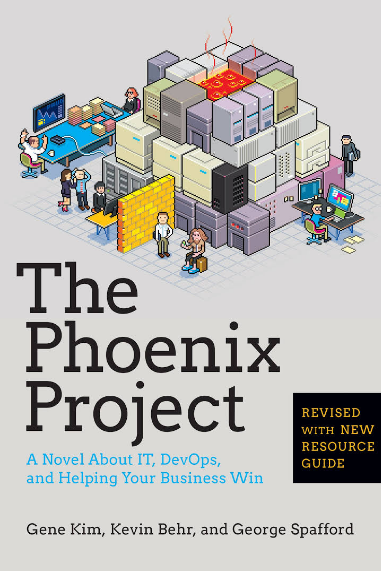 The
Phoenix
Project
REVISED
WITH NEW
RESOURCE
GUIDE
A Novel About IT, DevOps,
and Helping Your Business Win
Gene Kim, Kevin Behr, and George Spafford